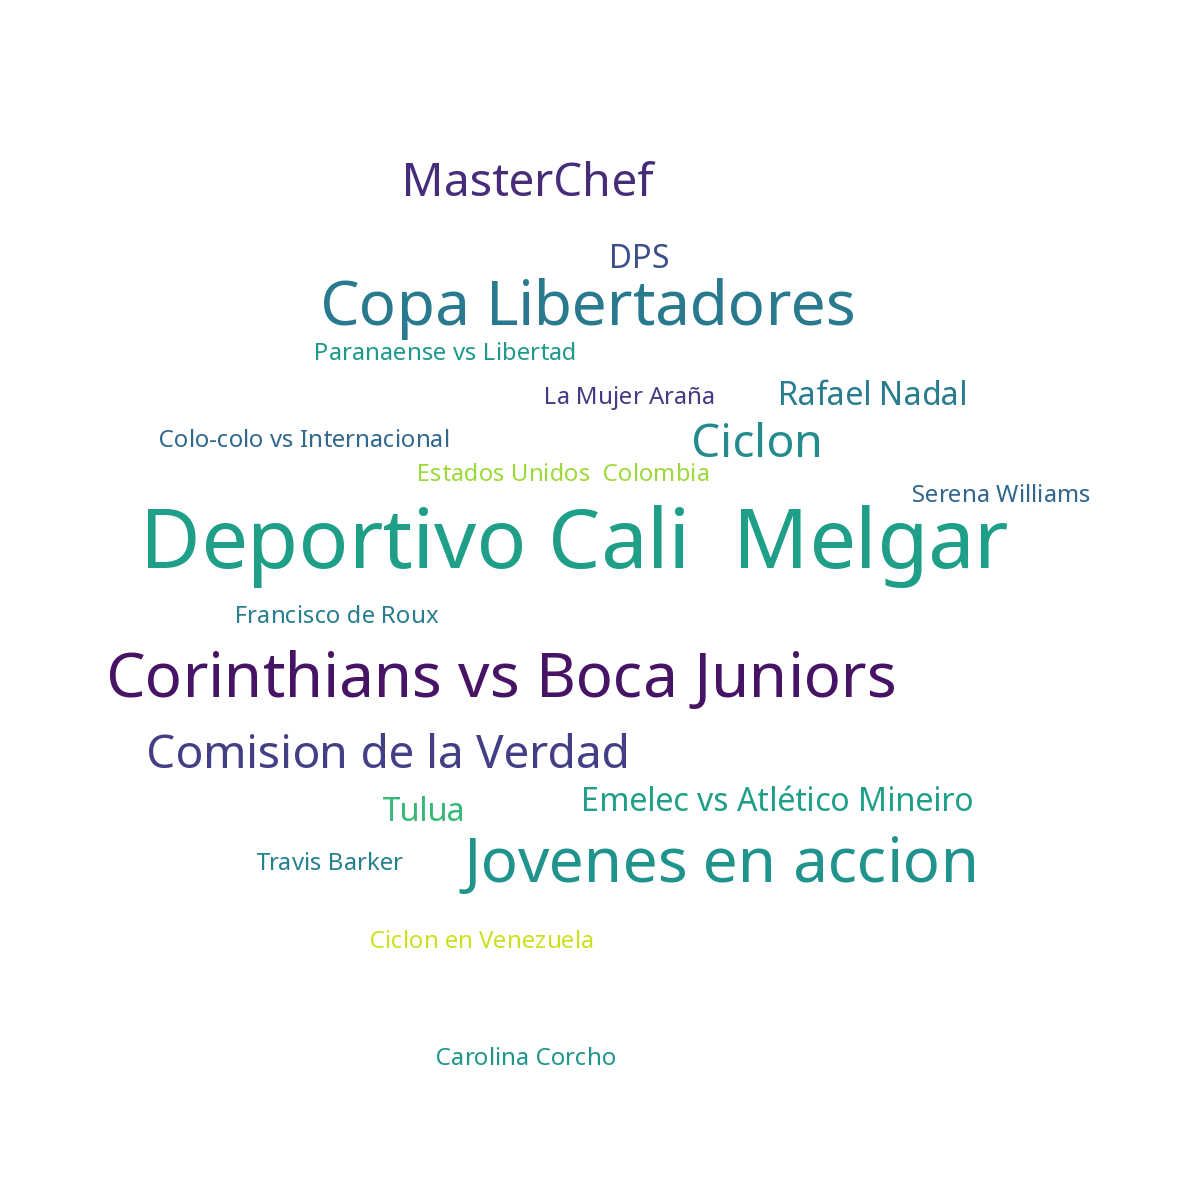 MasterChef
DPS
Copa Libertadores
Paranaense vs Libertad
La Mujer Araña
Rafael Nadal
Colo-colo vs Internacional
Ciclon
Estados Unidos  Colombia
Serena Williams
Deportivo Cali  Melgar
Francisco de Roux
Corinthians vs Boca Juniors
Comision de la Verdad
Tulua
Emelec vs Atlético Mineiro
Travis Barker
Jovenes en accion
Ciclon en Venezuela
Carolina Corcho